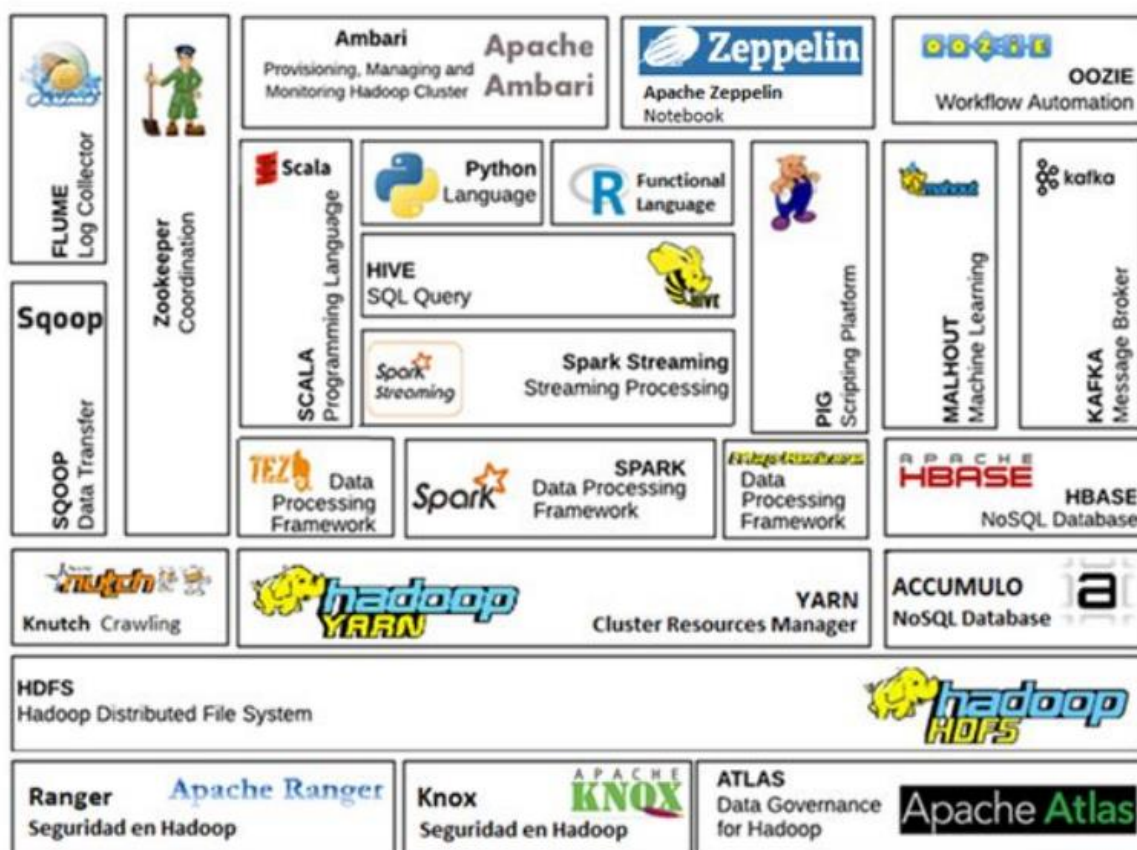 FLUME
Log Collector
Zookeeper
Coordination
Ambari
Provisioning, Managing and
Monitoring Hadoop Cluster
Apache
Ambari
Zeppelin
Apache Zeppelin
Notebook
OOZIE
OOZIE
Workflow Automation
Scala
SCALA
Programming Language
Python
Language
R
Functional
Language
HIVE
SQL Query
HIVE
Spark
Streaming
Spark Streaming
Streaming Processing
PIG
Scripting Platform
mahout
MALHOUT
Machine Learning
kafka
KAFKA
Message Broker
Sqoop
SQOOP
Data Transfer
TEZ
Data
Processing
Framework
Spark
SPARK
Data Processing
Framework
Data
Processing
Framework
APACHE
HBASE
HBASE
NoSQL Database
nutch
Knutch Crawling
hadoop
YARN
YARN
Cluster Resources Manager
ACCUMULO
NoSQL Database
a
HDFS
Hadoop Distributed File System
hadoop
HDFS
Ranger
Apache Ranger
Seguridad en Hadoop
Knox
APACHE
KNOX
Seguridad en Hadoop
ATLAS
Data Governance
for Hadoop
Apache Atlas